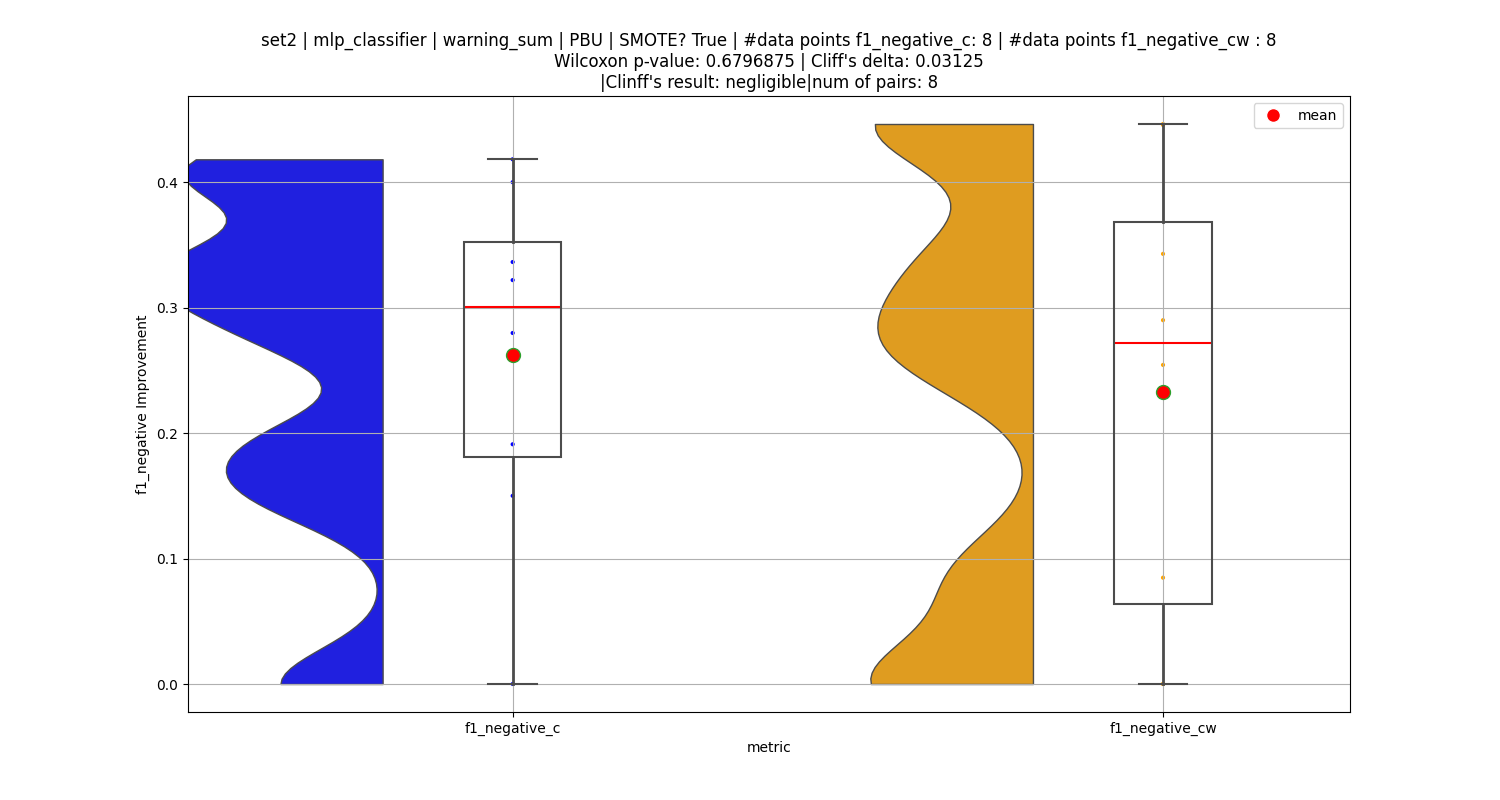 set2 | mlp_classifier | warning_sum | PBU | SMOTE? True | #data points f1_negative_c: 8 | #data points f1_negative_cw : 8
Wilcoxon p-value: 0.6796875 | Cliff's delta: 0.03125
|Clinff's result: negligible|num of pairs: 8
mean
0.4
0.3
0.2
0.1
0.0
f1_negative Improvement
f1_negative_c
f1_negative_cw
metric